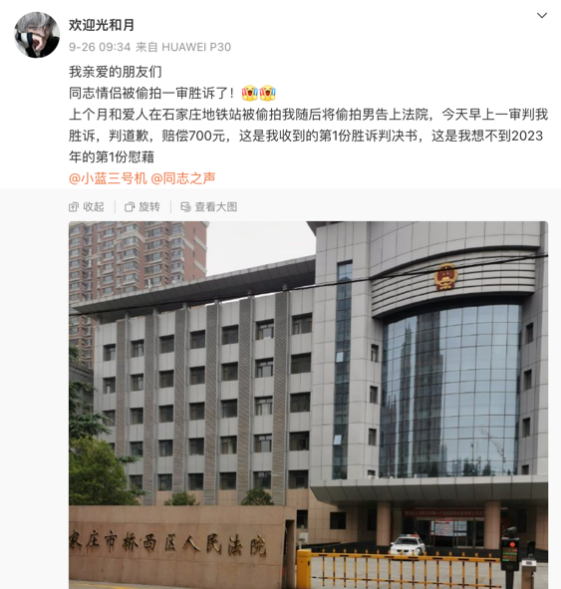 欢迎光和月
9-26 09:34 来自 HUAWEI P30
我亲爱的朋友们
同志情侣被偷拍一审胜诉了！
上个月和爱人在石家庄地铁站被偷拍我随后将偷拍男告上法院，今天早上一审判我
胜诉，判道歉，赔偿700元，这是我收到的第1份胜诉判决书，这是我想不到2023
年的第1份慰藉
@小蓝三号机 @同志之声
收起 旋转 查看大图
家庄市桥西区人民法院